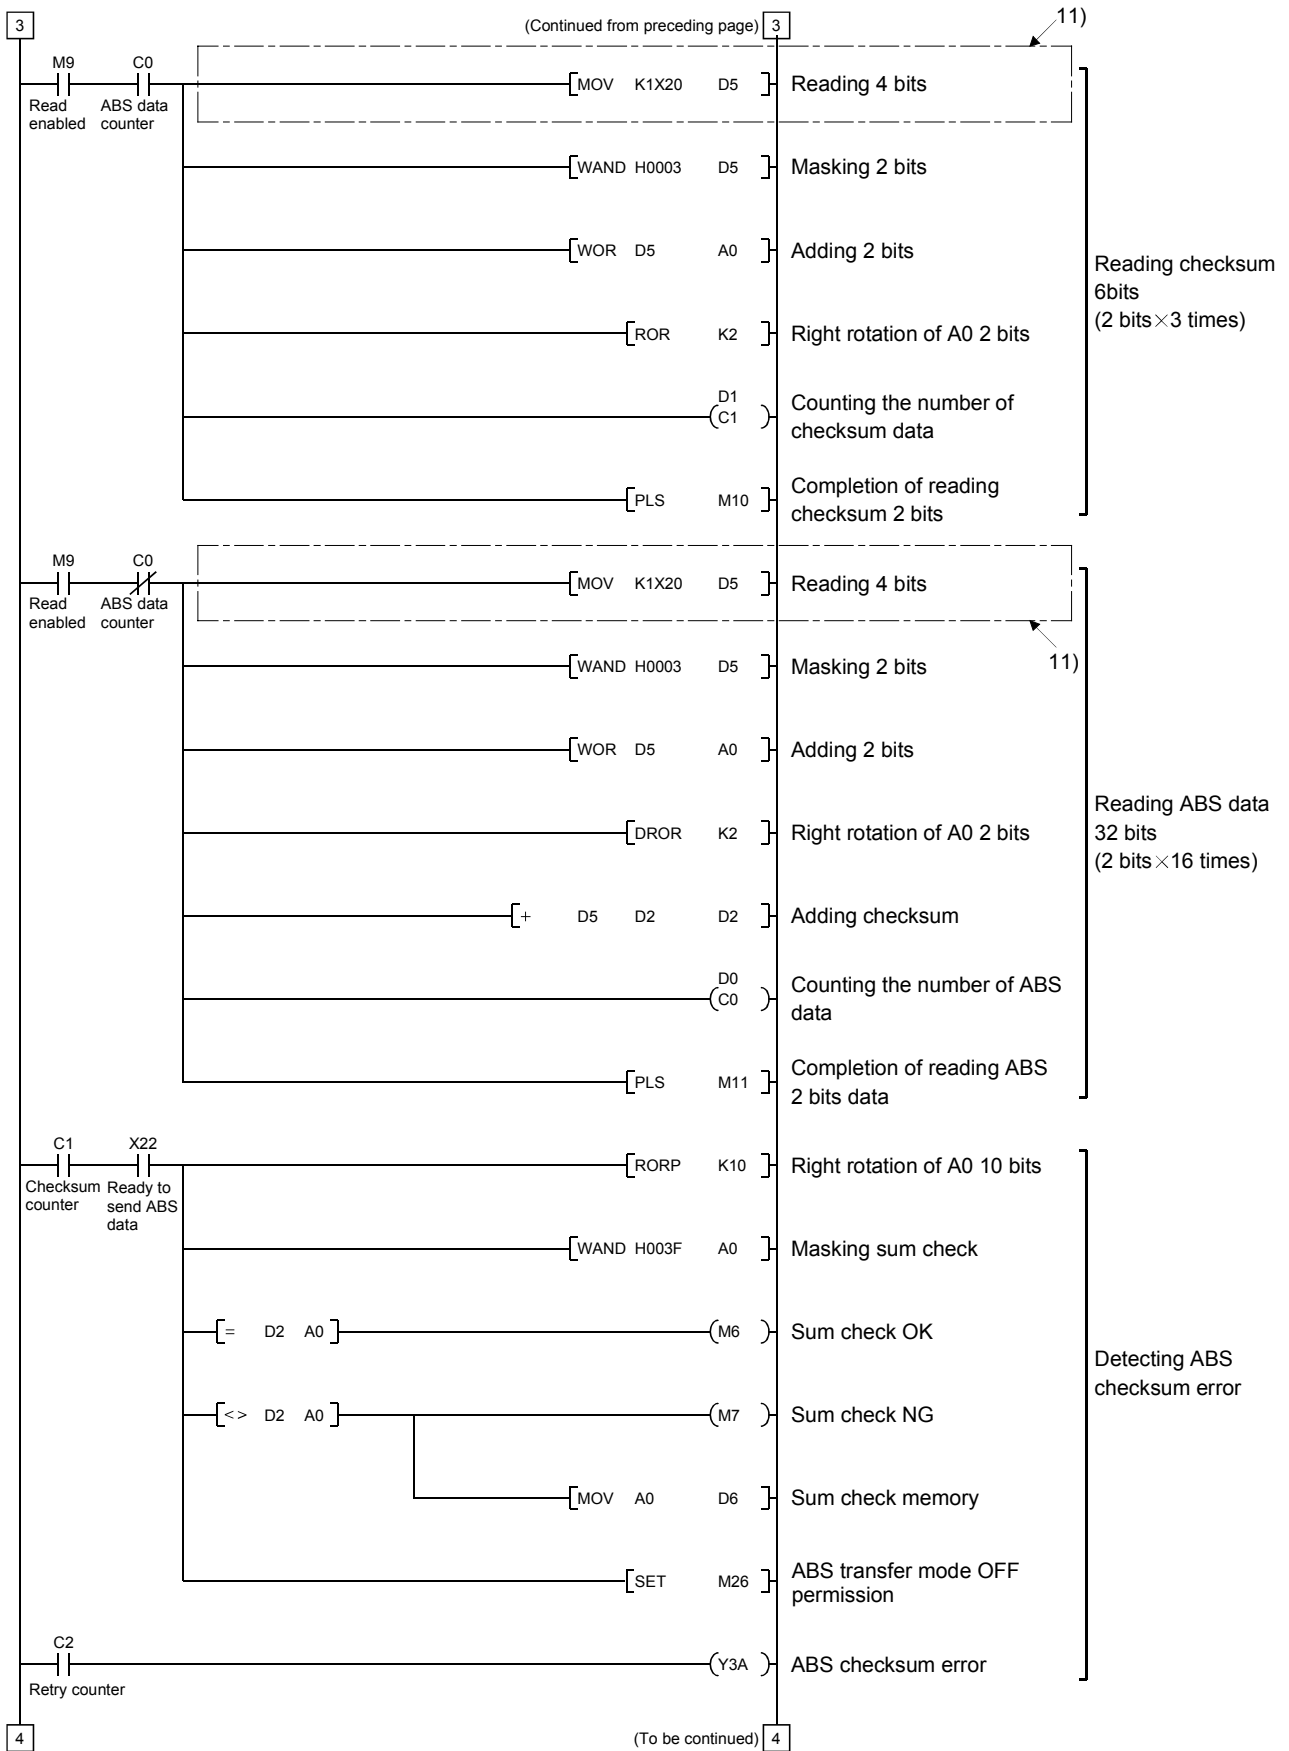 3 (Continued from preceding page) 3
11)
M9 C0
Read enabled
ABS data counter
MOV K1X20 D5 Reading 4 bits
WAND H0003 D5 Masking 2 bits
WOR D5 A0 Adding 2 bits
ROR K2 Right rotation of A0 2 bits
D1
C1
Counting the number of
checksum data
PLS M10
Completion of reading
checksum 2 bits
Reading checksum
6bits
(2 bits×3 times)
M9 C0
Read enabled
ABS data counter
MOV K1X20 D5 Reading 4 bits
11)
WAND H0003 D5 Masking 2 bits
WOR D5 A0 Adding 2 bits
DROR K2 Right rotation of A0 2 bits
+ D5 D2 D2 Adding checksum
D0
C0
Counting the number of ABS
data
PLS M11
Completion of reading ABS
2 bits data
Reading ABS data
32 bits
(2 bits×16 times)
C1 X22
Checksum counter
Ready to send ABS data
RORP K10 Right rotation of A0 10 bits
WAND H003F A0 Masking sum check
= D2 A0 M6 Sum check OK
<> D2 A0 M7 Sum check NG
MOV A0 D6 Sum check memory
SET M26
ABS transfer mode OFF
permission
Detecting ABS
checksum error
C2
Retry counter
Y3A ABS checksum error
4 (To be continued) 4